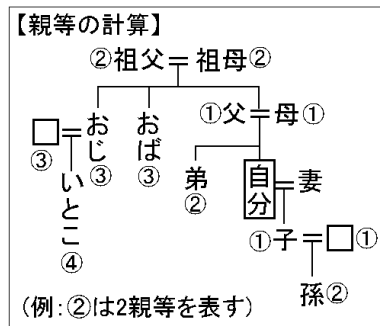 【親等の計算】
②祖父 祖母②
おじ③ おば③ ①父 母①
□③
いとこ④
弟② 自分 妻
①子 □①
孫②
(例:②は2親等を表す)